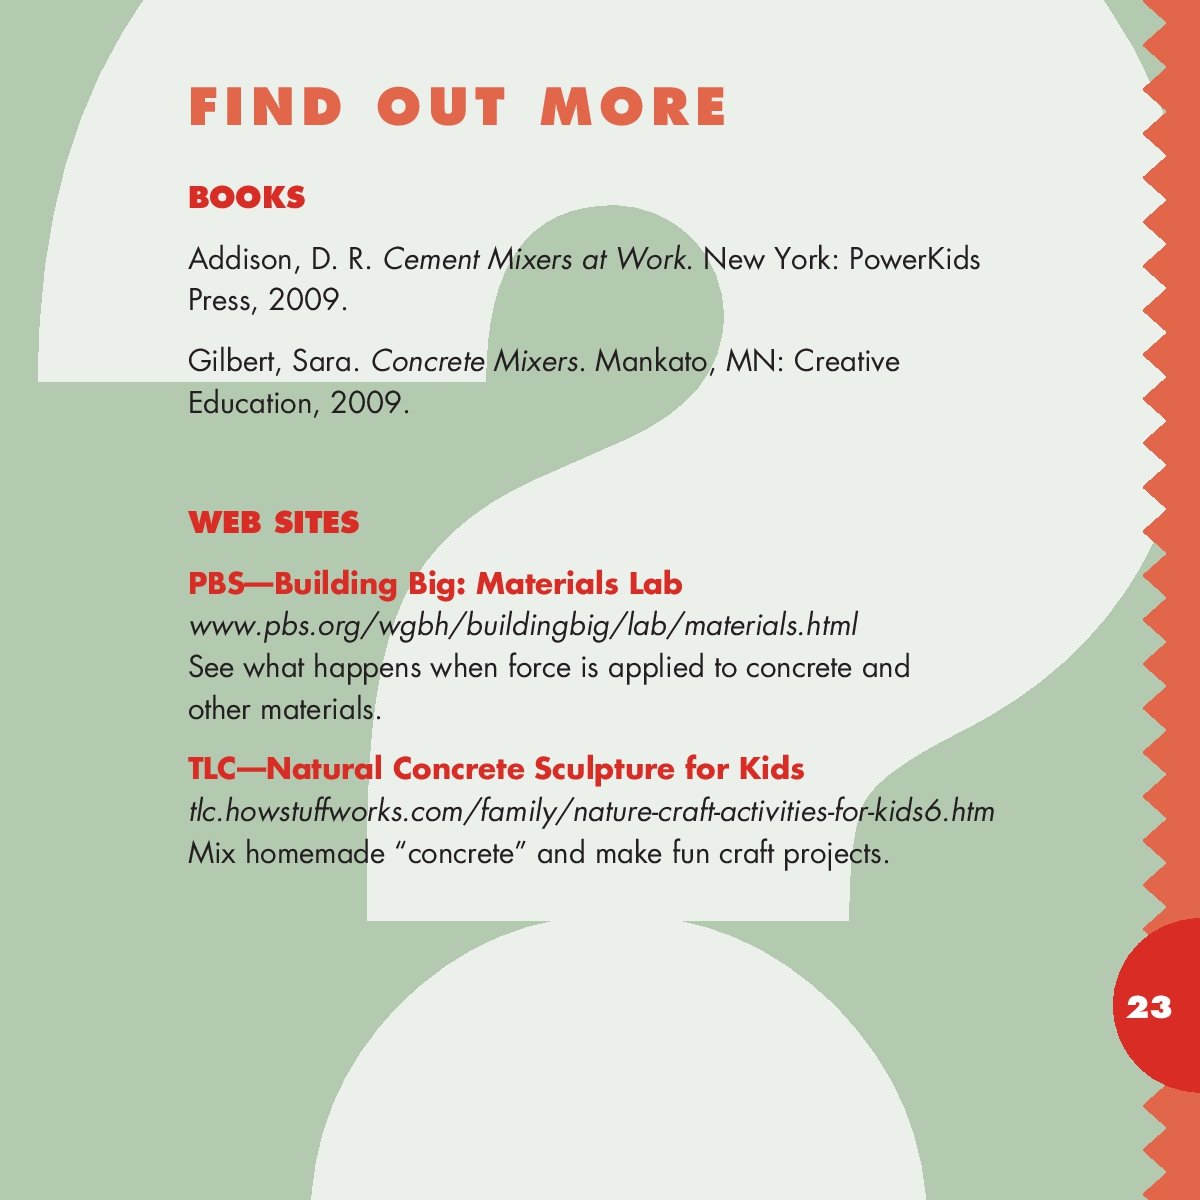 FIND OUT MORE
BOOKS
Addison, D. R. Cement Mixers at Work. New York: PowerKids
Press, 2009.
Gilbert, Sara. Concrete Mixers. Mankato, MN: Creative
Education, 2009.
WEB SITES
PBS—Building Big: Materials Lab
www.pbs.org/wgbh/buildingbig/lab/materials.html
See what happens when force is applied to concrete and
other materials.
TLC—Natural Concrete Sculpture for Kids
tlc.howstuffworks.com/family/nature-craft-activities-for-kids6.htm
Mix homemade “concrete” and make fun craft projects.
23